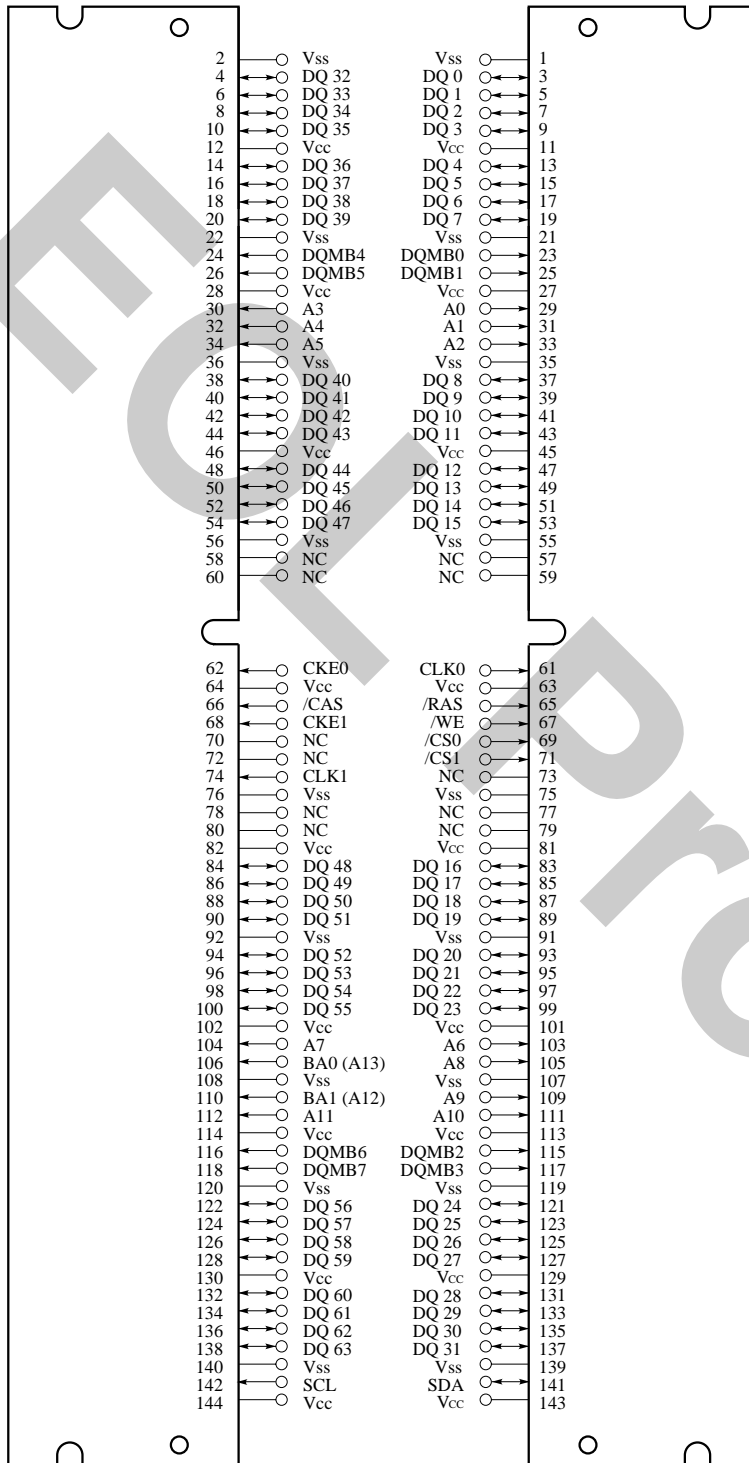 2 Vss Vss 1
4 DQ 32 DQ 0 3
6 DQ 33 DQ 1 5
8 DQ 34 DQ 2 7
10 DQ 35 DQ 3 9
12 Vcc Vcc 11
14 DQ 36 DQ 4 13
16 DQ 37 DQ 5 15
18 DQ 38 DQ 6 17
20 DQ 39 DQ 7 19
22 Vss Vss 21
24 DQMB4 DQMB0 23
26 DQMB5 DQMB1 25
28 Vcc Vcc 27
30 A3 A0 29
32 A4 A1 31
34 A5 A2 33
36 Vss Vss 35
38 DQ 40 DQ 8 37
40 DQ 41 DQ 9 39
42 DQ 42 DQ 10 41
44 DQ 43 DQ 11 43
46 Vcc Vcc 45
48 DQ 44 DQ 12 47
50 DQ 45 DQ 13 49
52 DQ 46 DQ 14 51
54 DQ 47 DQ 15 53
56 Vss Vss 55
58 NC NC 57
60 NC NC 59
62 CKE0 CLK0 61
64 Vcc Vcc 63
66 /CAS /RAS 65
68 CKE1 /WE 67
70 NC /CS0 69
72 NC /CS1 71
74 CLK1 NC 73
76 Vss Vss 75
78 NC NC 77
80 NC NC 79
82 Vcc Vcc 81
84 DQ 48 DQ 16 83
86 DQ 49 DQ 17 85
88 DQ 50 DQ 18 87
90 DQ 51 DQ 19 89
92 Vss Vss 91
94 DQ 52 DQ 20 93
96 DQ 53 DQ 21 95
98 DQ 54 DQ 22 97
100 DQ 55 DQ 23 99
102 Vcc Vcc 101
104 A7 A6 103
106 BA0 (A13) A8 105
108 Vss Vss 107
110 BA1 (A12) A9 109
112 A11 A10 111
114 Vcc Vcc 113
116 DQMB6 DQMB2 115
118 DQMB7 DQMB3 117
120 Vss Vss 119
122 DQ 56 DQ 24 121
124 DQ 57 DQ 25 123
126 DQ 58 DQ 26 125
128 DQ 59 DQ 27 127
130 Vcc Vcc 129
132 DQ 60 DQ 28 131
134 DQ 61 DQ 29 133
136 DQ 62 DQ 30 135
138 DQ 63 DQ 31 137
140 Vss Vss 139
142 SCL SDA 141
144 Vcc Vcc 143
EOL